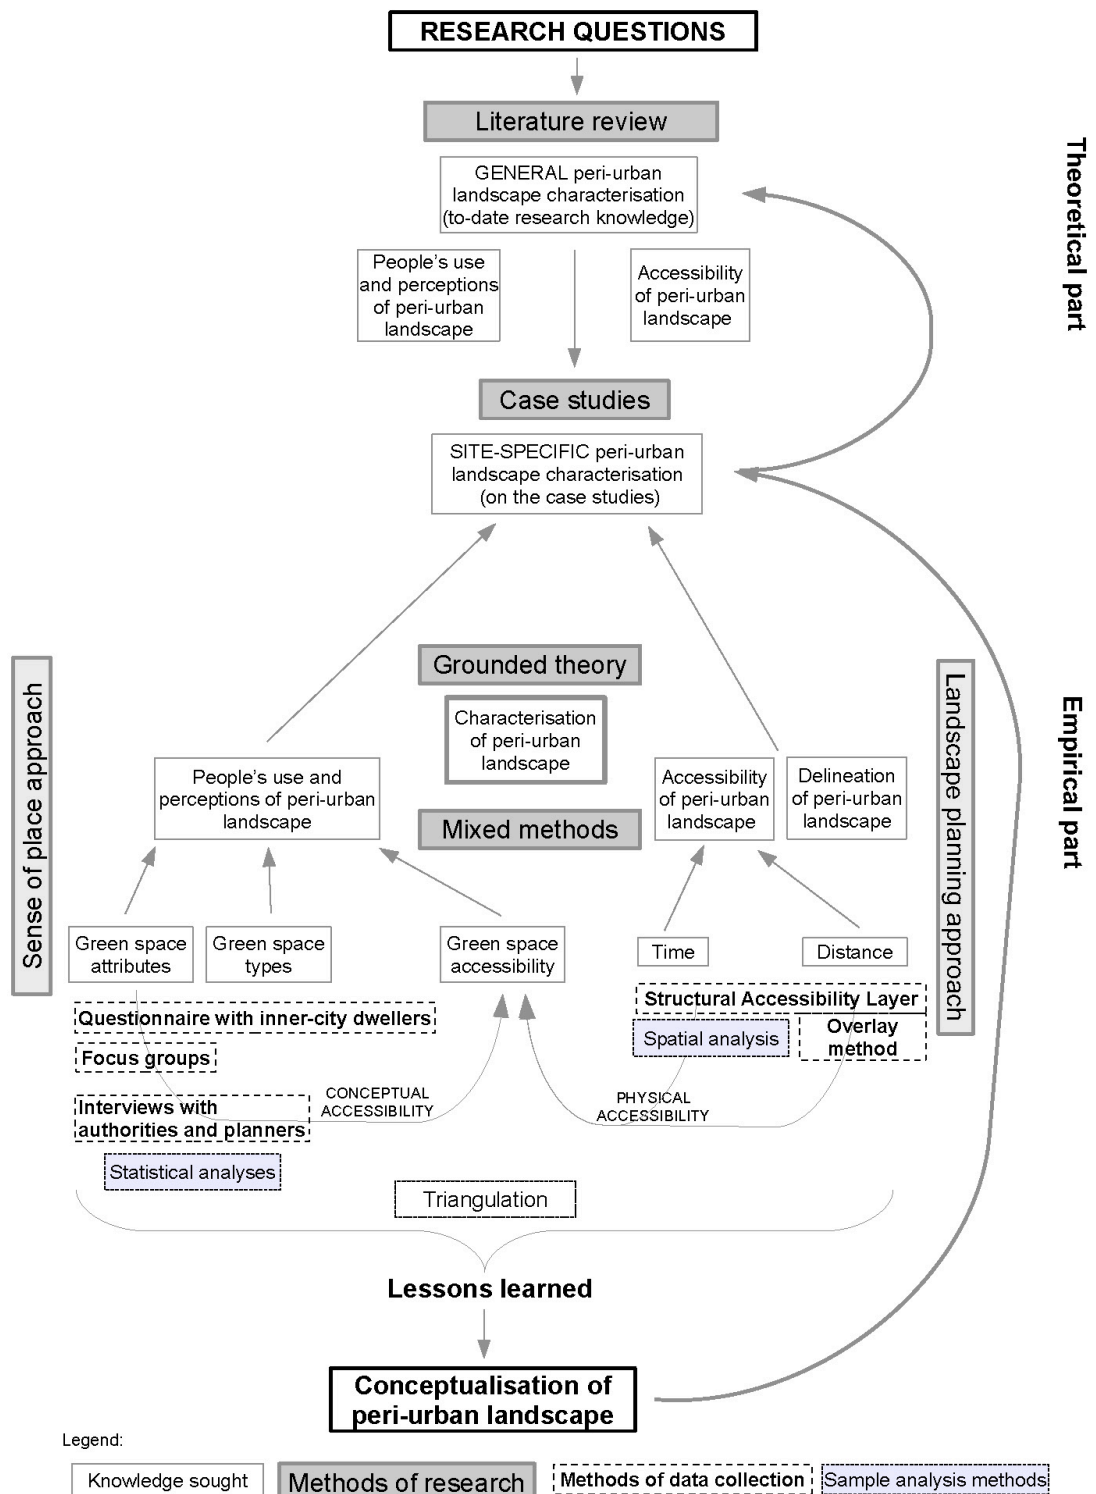 RESEARCH QUESTIONS
Literature review
GENERAL peri-urban
landscape characterisation
(to-date research knowledge)
People's use
and perceptions
of peri-urban
landscape
Accessibility
of peri-urban
landscape
Theoretical part
Case studies
SITE-SPECIFIC peri-urban
landscape characterisation
(on the case studies)
Sense of place approach
Grounded theory
Characterisation
of peri-urban
landscape
Mixed methods
People's use and
perceptions of peri-urban
landscape
Accessibility
of peri-urban
landscape
Delineation
of peri-urban
landscape
Landscape planning approach
Empirical part
Green space
attributes
Green space
types
Green space
accessibility
Time
Distance
Questionnaire with inner-city dwellers
Focus groups
Interviews with
authorities and planners
Statistical analyses
CONCEPTUAL
ACCESSIBILITY
Structural Accessibility Layer
Spatial analysis
Overlay
method
PHYSICAL
ACCESSIBILITY
Triangulation
Lessons learned
Conceptualisation of
peri-urban landscape
Legend:
Knowledge sought
Methods of research
Methods of data collection
Sample analysis methods